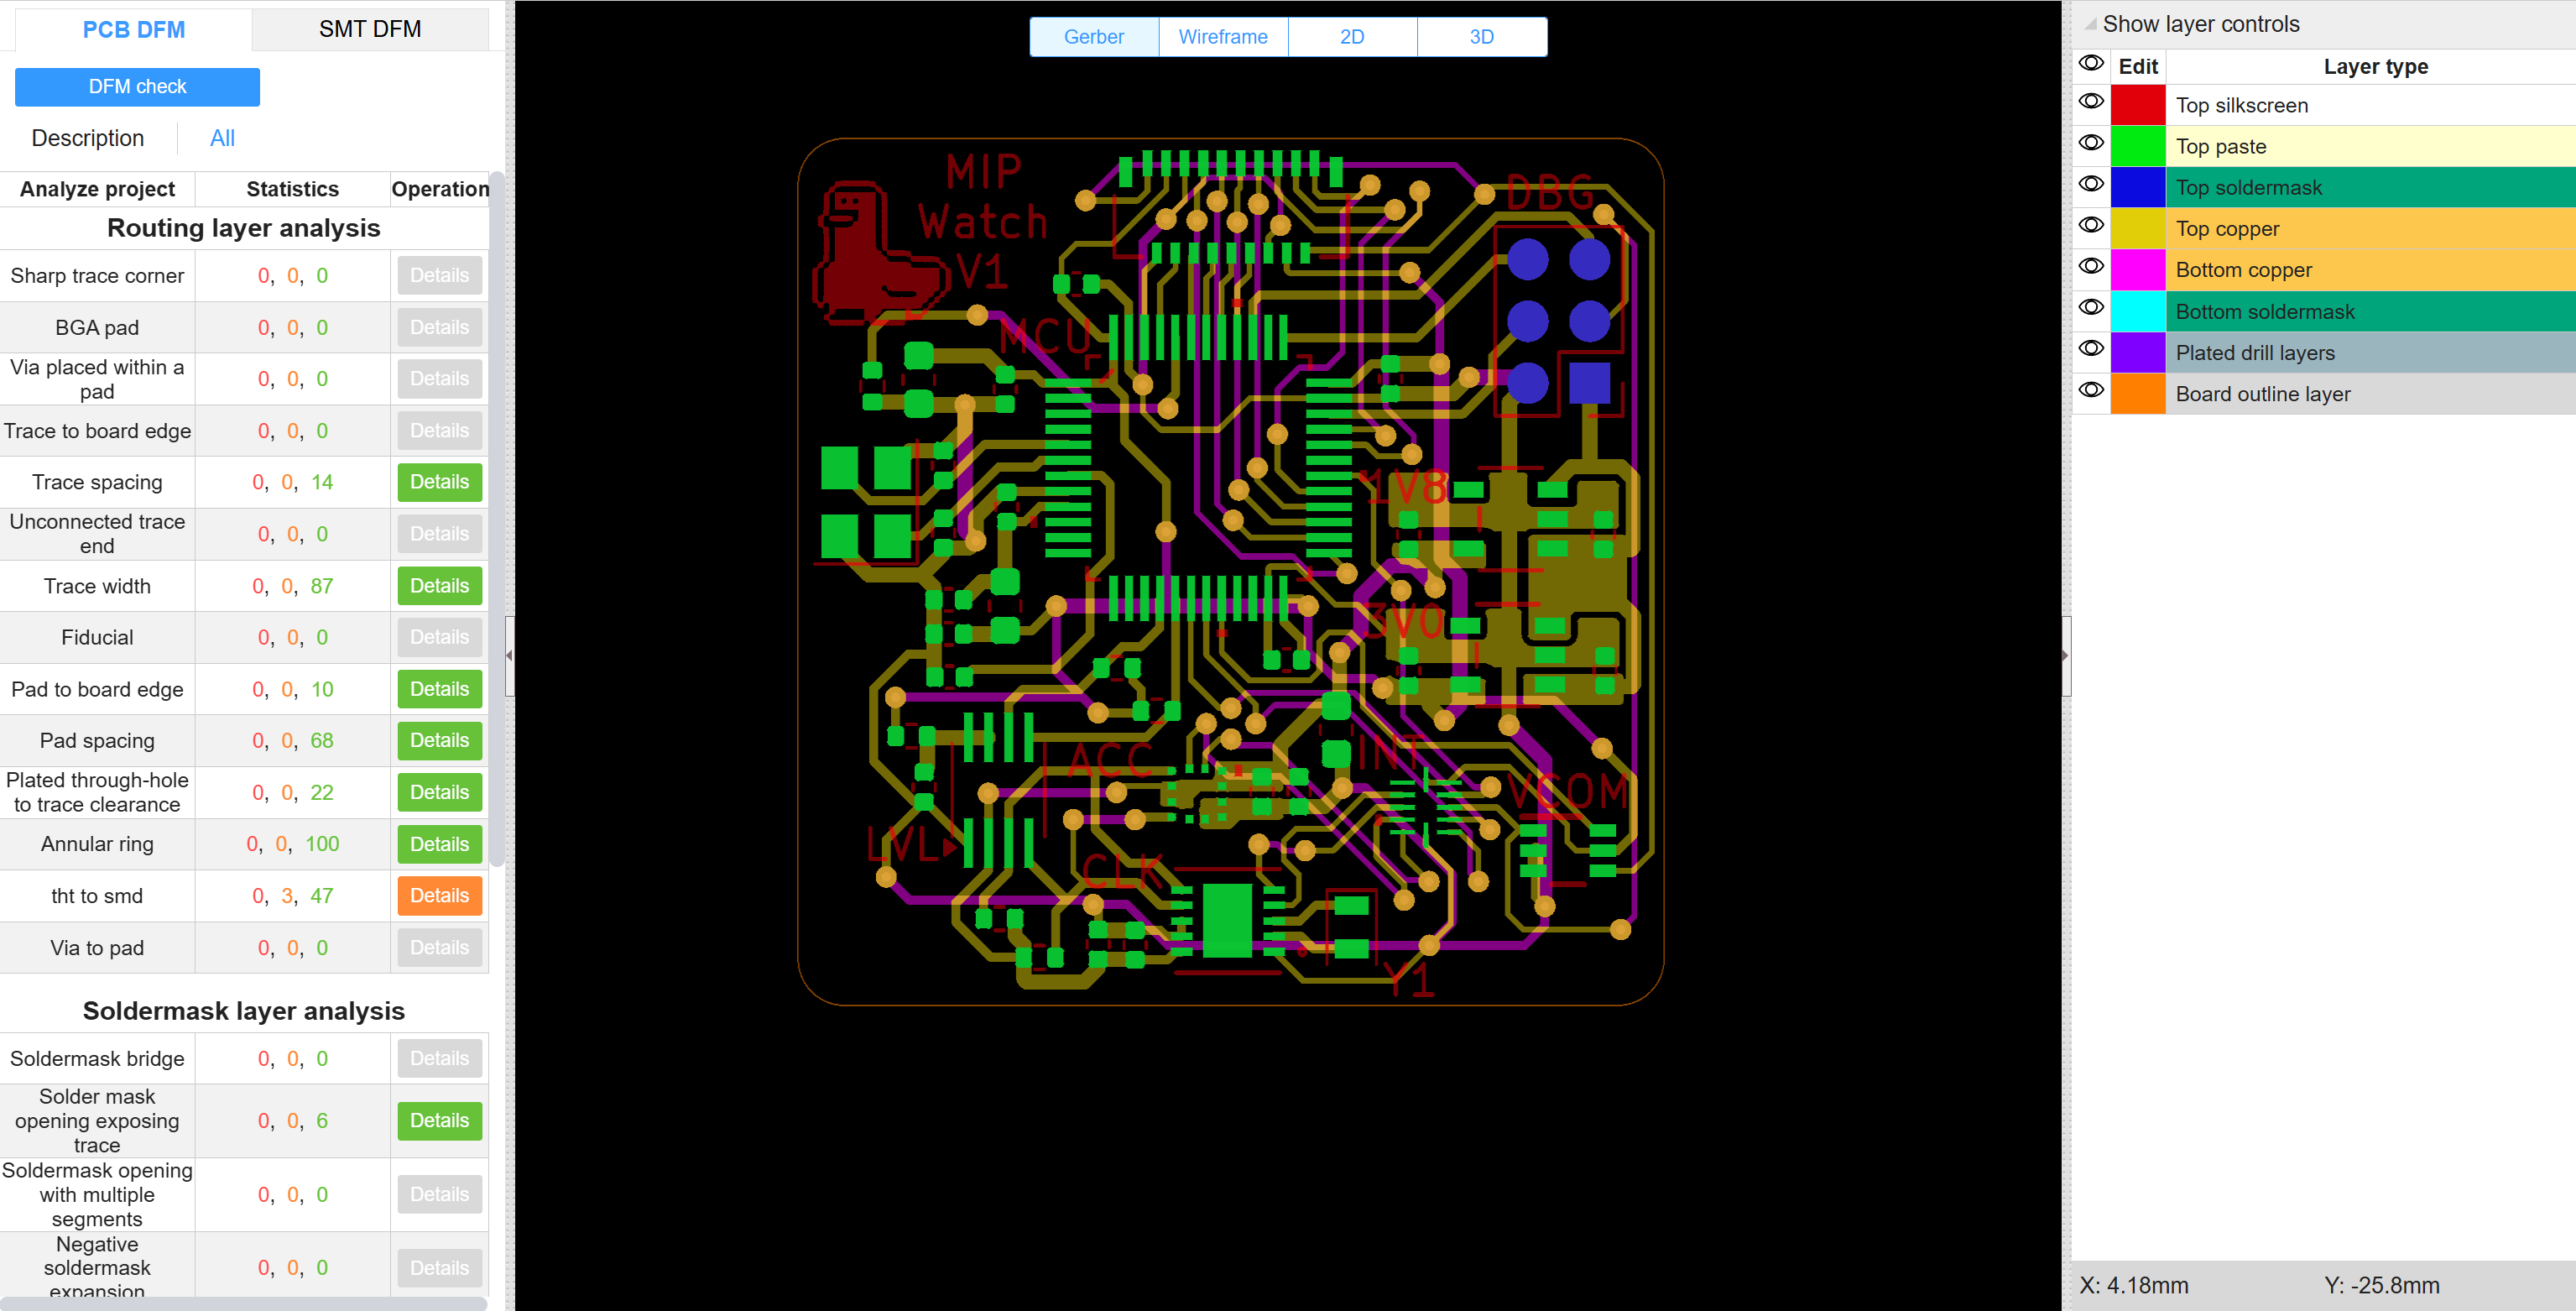 PCB DFM
SMT DFM
DFM check
Description
All
Analyze project
Statistics
Operation
Routing layer analysis
Sharp trace corner
0, 0, 0
Details
BGA pad
0, 0, 0
Details
Via placed within a
pad
0, 0, 0
Details
Trace to board edge
0, 0, 0
Details
Trace spacing
0, 0, 14
Details
Unconnected trace
end
0, 0, 0
Details
Trace width
0, 0, 87
Details
Fiducial
0, 0, 0
Details
Pad to board edge
0, 0, 10
Details
Pad spacing
0, 0, 68
Details
Plated through-hole
to trace clearance
0, 0, 22
Details
Annular ring
0, 0, 100
Details
tht to smd
0, 3, 47
Details
Via to pad
0, 0, 0
Details
Soldermask layer analysis
Soldermask bridge
0, 0, 0
Details
Solder mask
opening exposing
trace
0, 0, 6
Details
Soldermask opening
with multiple
segments
0, 0, 0
Details
Negative
soldermask
expansion
0, 0, 0
Details
Gerber
Wireframe
2D
3D
MIP
Watch
V1
DBG
MCU
1V8
3V0
ACC
INT
VCOM
LVL
CLK
Y1
Show layer controls
Edit
Layer type
Top silkscreen
Top paste
Top soldermask
Top copper
Bottom copper
Bottom soldermask
Plated drill layers
Board outline layer
X: 4.18mm
Y: -25.8mm